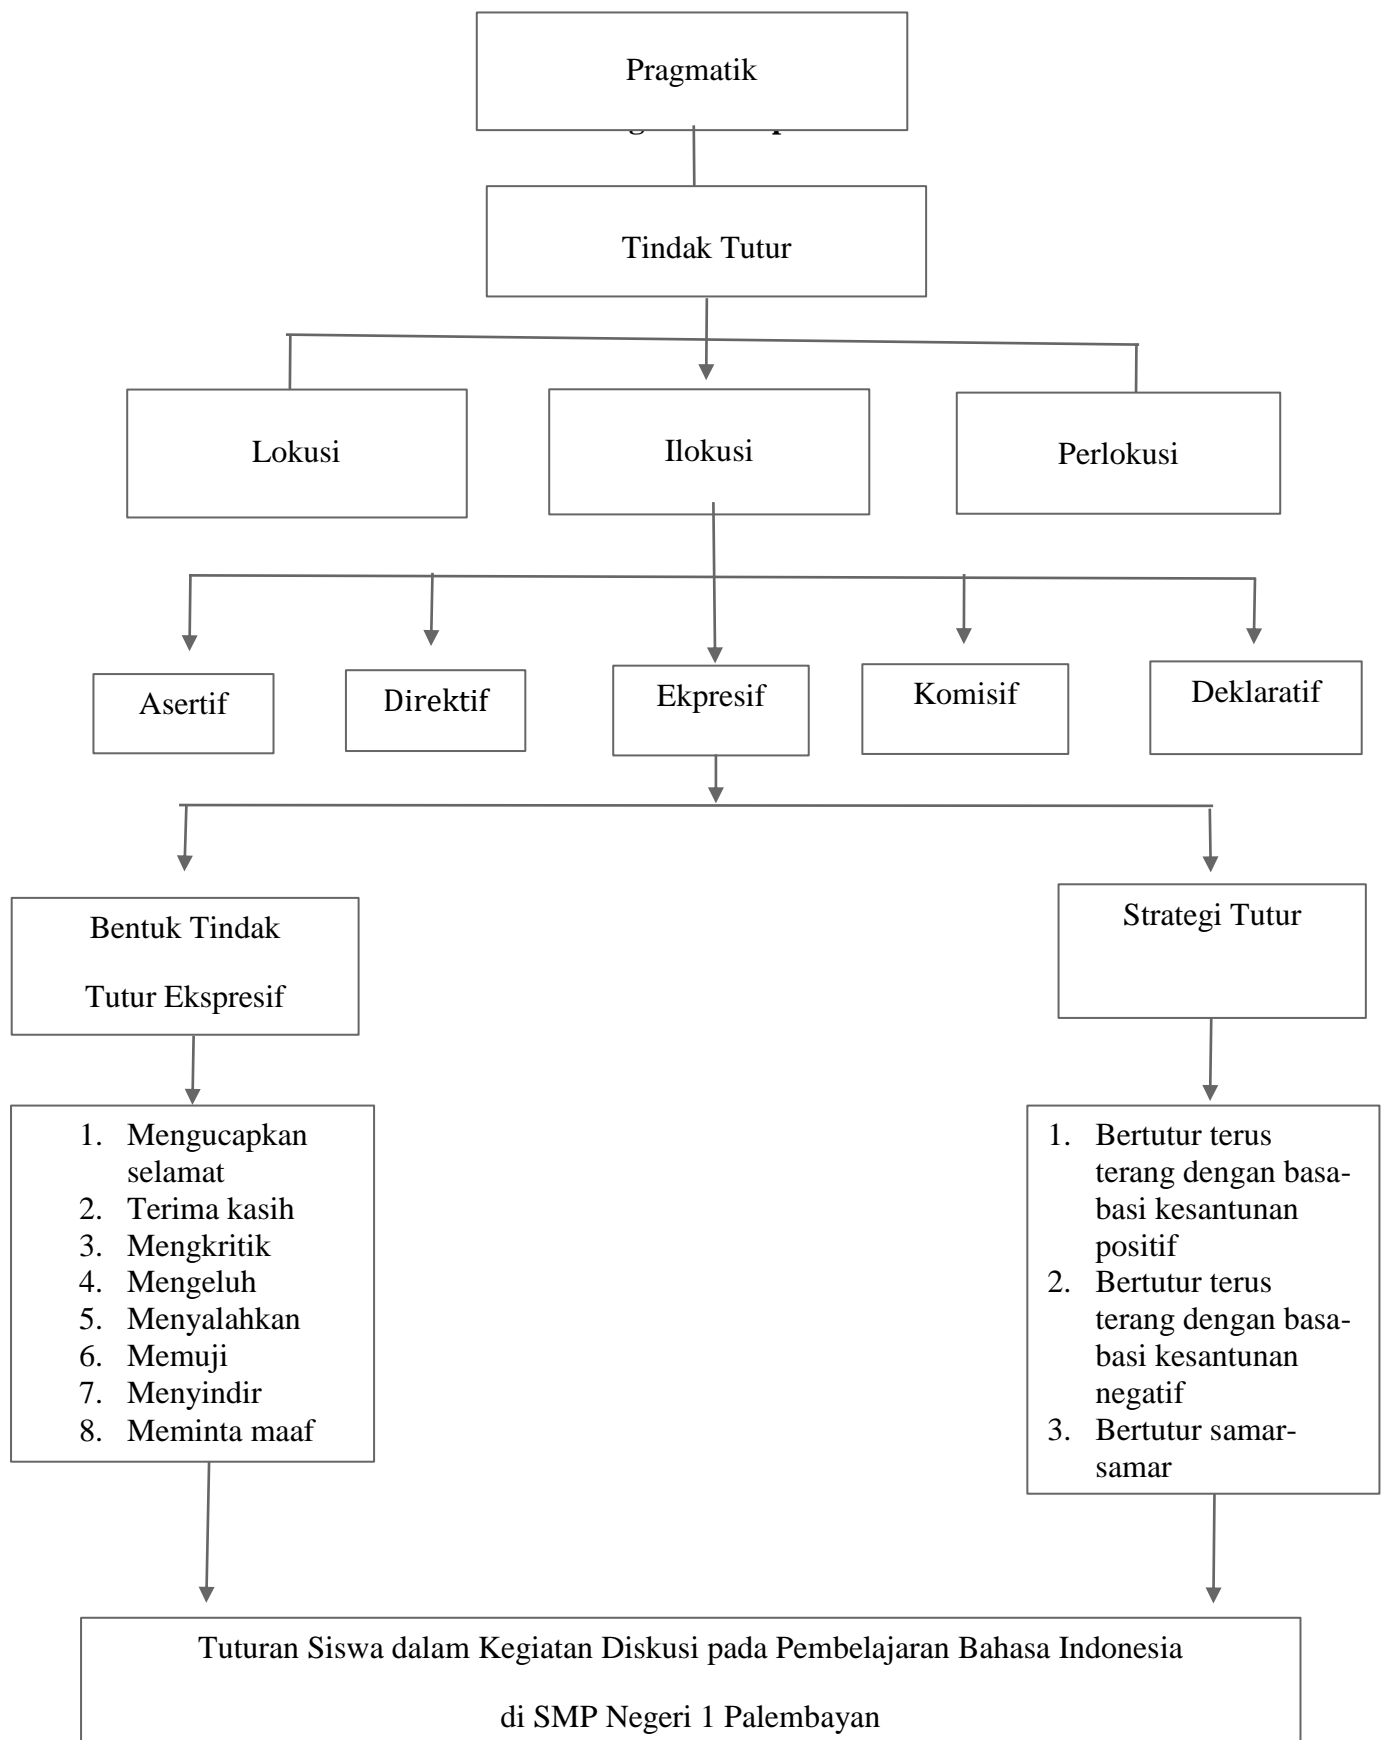 Pragmatik
Tindak Tutur
Lokusi
Ilokusi
Perlokusi
Asertif
Direktif
Ekpresif
Komisif
Deklaratif
Bentuk Tindak
Tutur Ekspresif
Strategi Tutur
1. Mengucapkan
selamat
2. Terima kasih
3. Mengkritik
4. Mengeluh
5. Menyalahkan
6. Memuji
7. Menyindir
8. Meminta maaf
1. Bertutur terus
terang dengan basa-
basi kesantunan
positif
2. Bertutur terus
terang dengan basa-
basi kesantunan
negatif
3. Bertutur samar-
samar
Tuturan Siswa dalam Kegiatan Diskusi pada Pembelajaran Bahasa Indonesia
di SMP Negeri 1 Palembayan